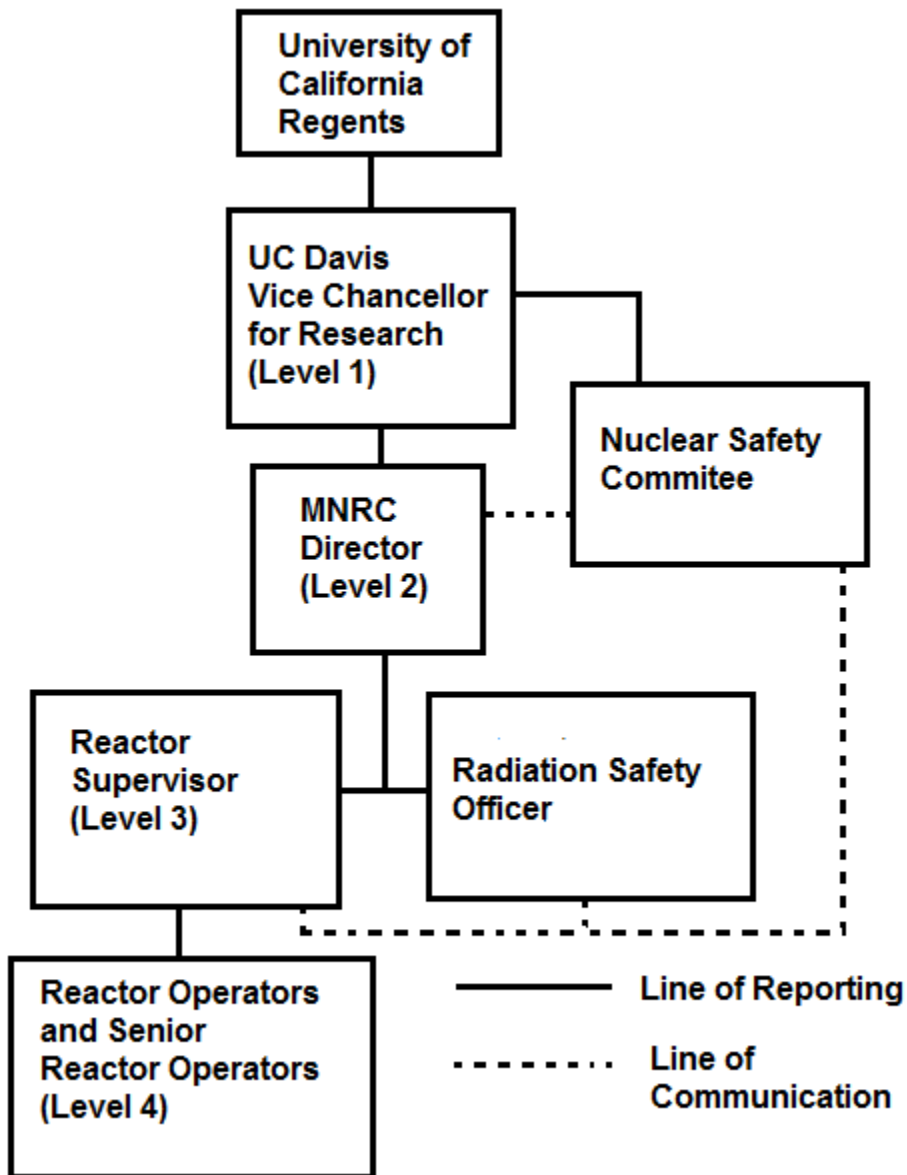 University of
California
Regents
UC Davis
Vice Chancellor
for Research
(Level 1)
Nuclear Safety
Commitee
MNRC
Director
(Level 2)
Reactor
Supervisor
(Level 3)
Radiation Safety
Officer
Reactor Operators
and Senior
Reactor Operators
(Level 4)
Line of Reporting
Line of
Communication